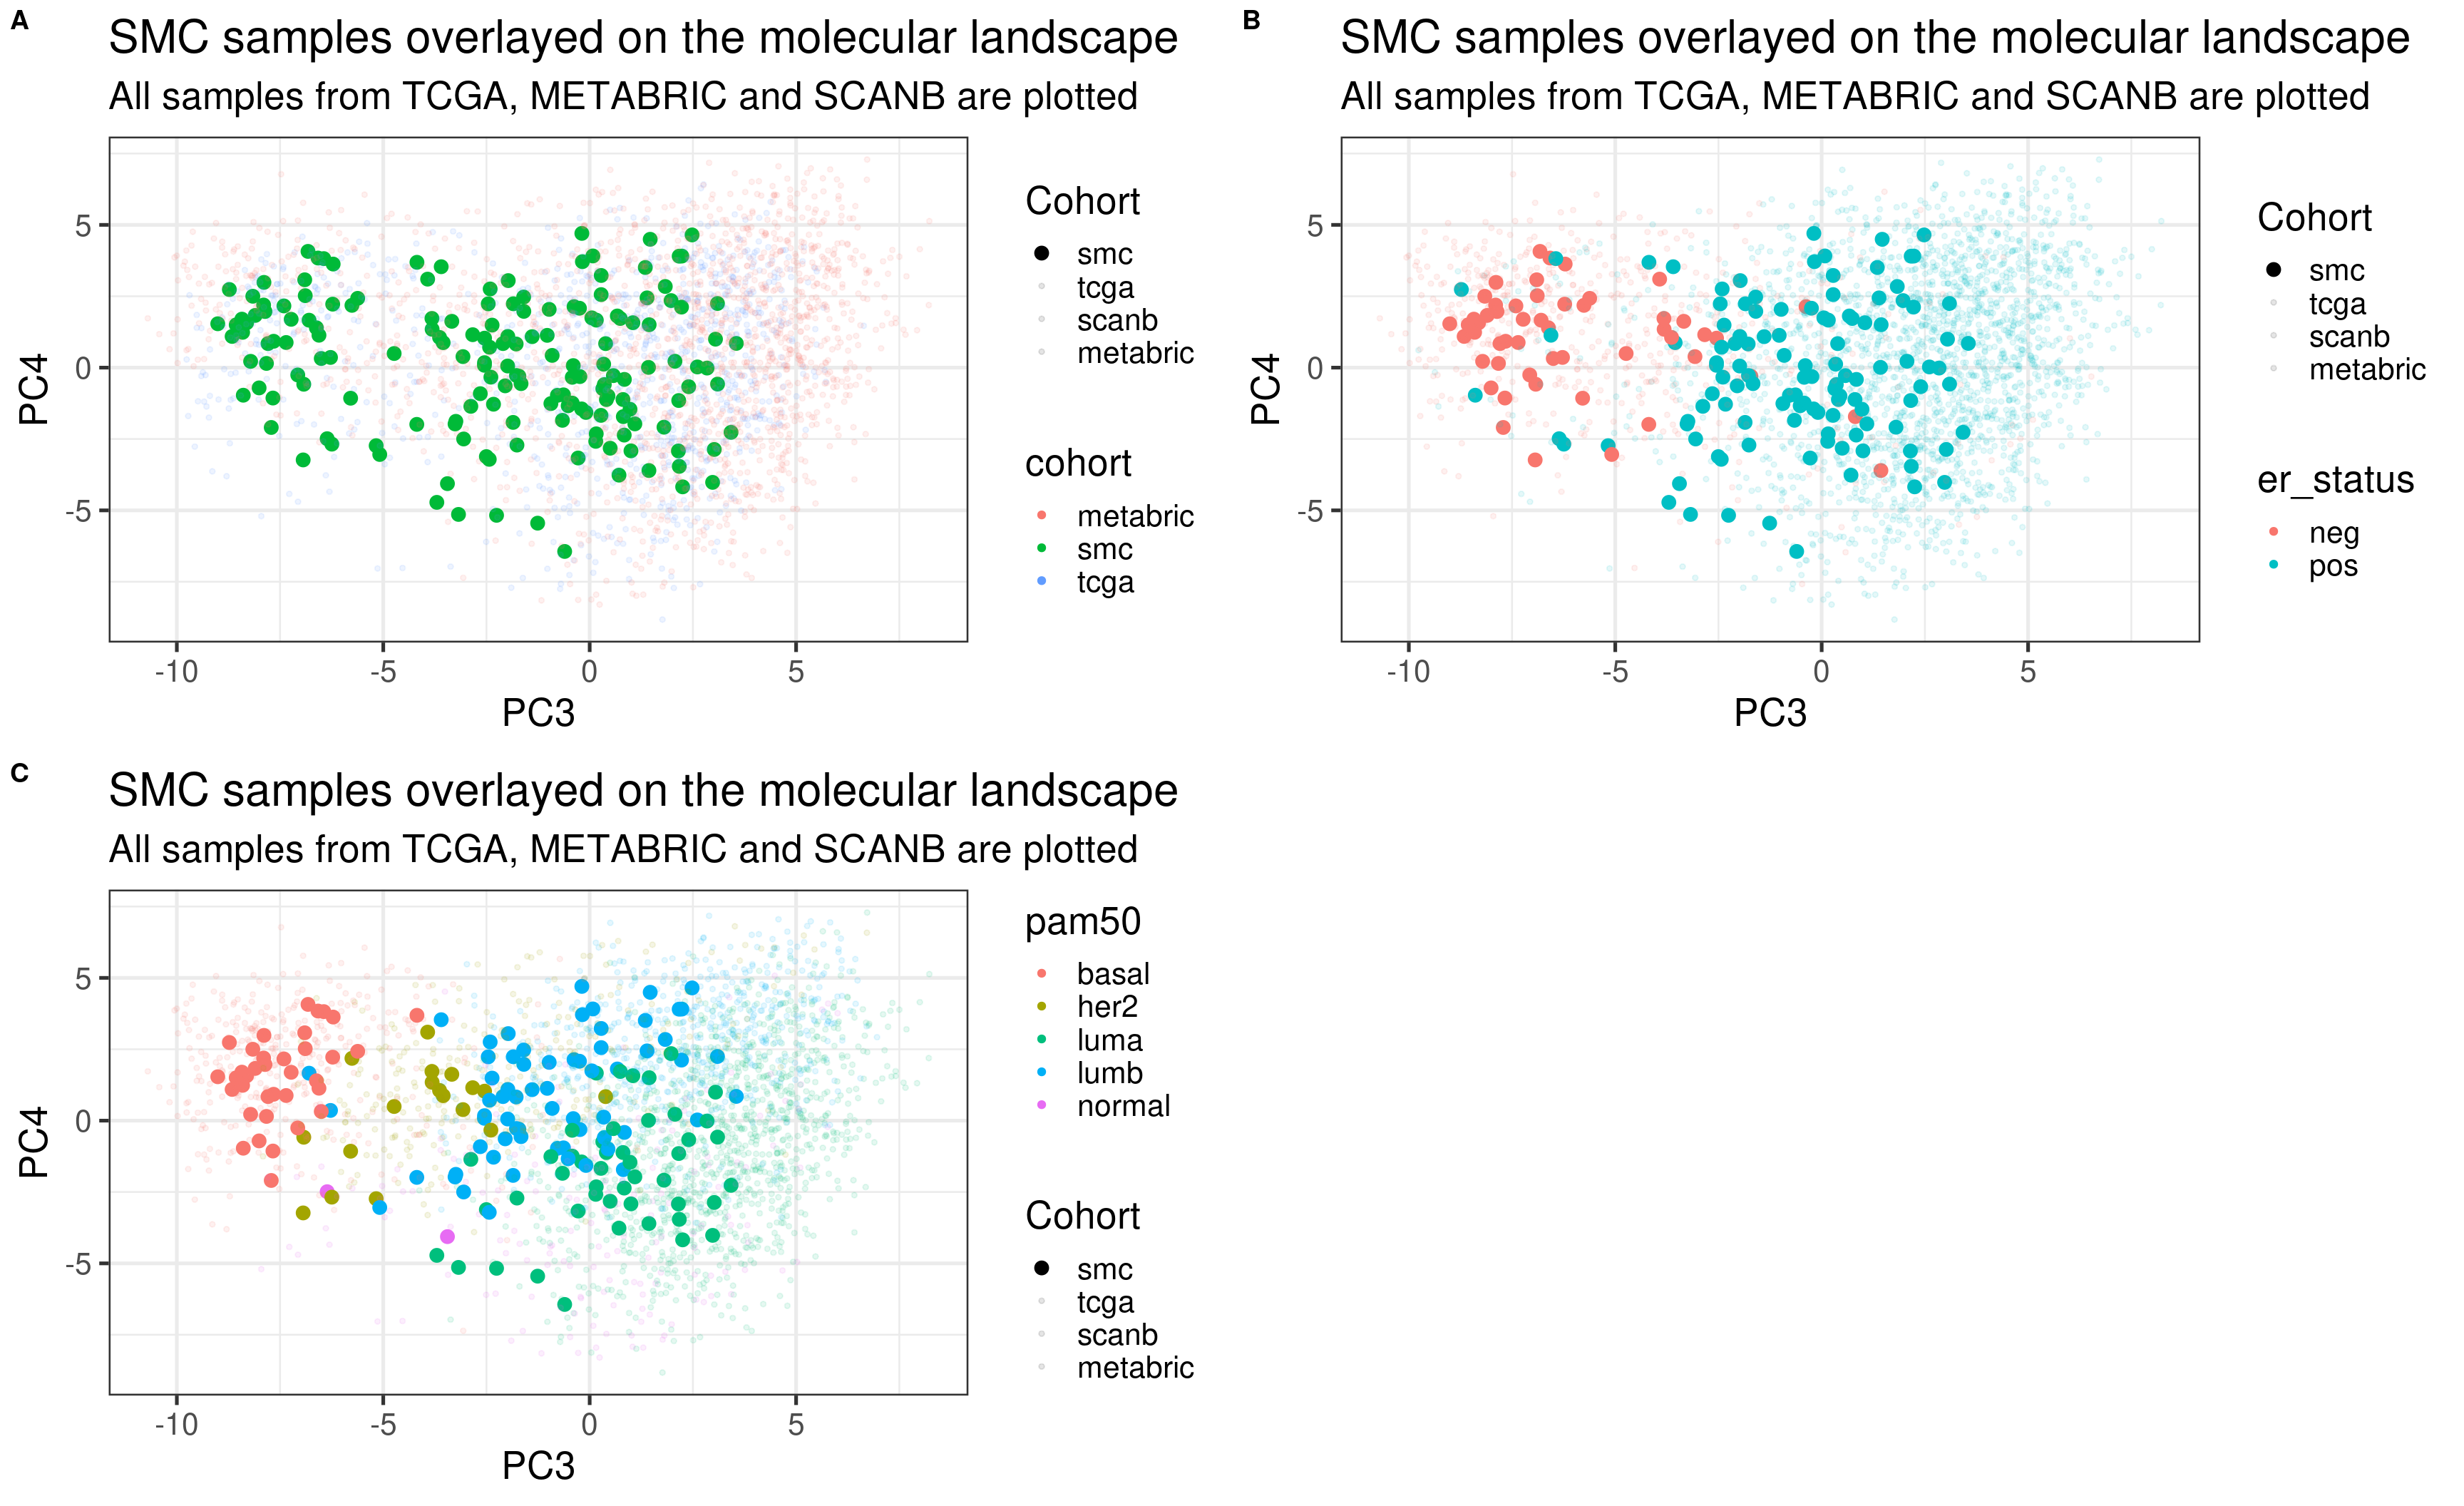 A
SMC samples overlayed on the molecular landscape
All samples from TCGA, METABRIC and SCANB are plotted
5
0
-5
PC4
-10
-5
0
5
PC3
Cohort
smc
tcga
scanb
metabric
cohort
metabric
smc
tcga
B
SMC samples overlayed on the molecular landscape
All samples from TCGA, METABRIC and SCANB are plotted
5
0
-5
PC4
-10
-5
0
5
PC3
Cohort
smc
tcga
scanb
metabric
er_status
neg
pos
C
SMC samples overlayed on the molecular landscape
All samples from TCGA, METABRIC and SCANB are plotted
5
0
-5
PC4
-10
-5
0
5
PC3
pam50
basal
her2
luma
lumb
normal
Cohort
smc
tcga
scanb
metabric